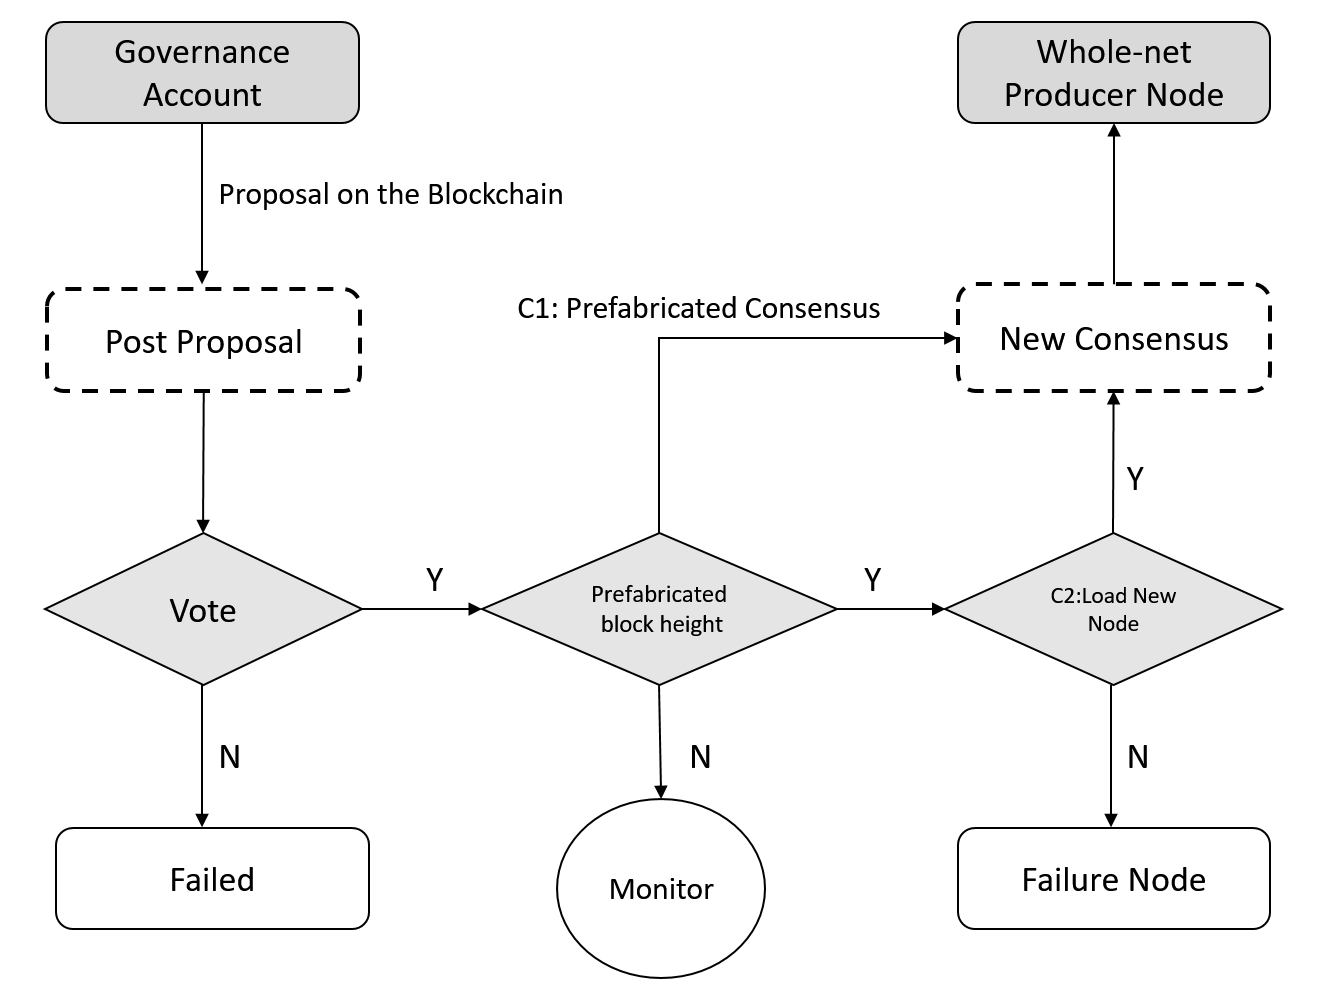 Governance
Account
Whole-net
Producer Node
Proposal on the Blockchain
C1: Prefabricated Consensus
Post Proposal
New Consensus
Y
Vote
Y
Prefabricated
block height
Y
C2:Load New
Node
N
N
N
Failed
Monitor
Failure Node